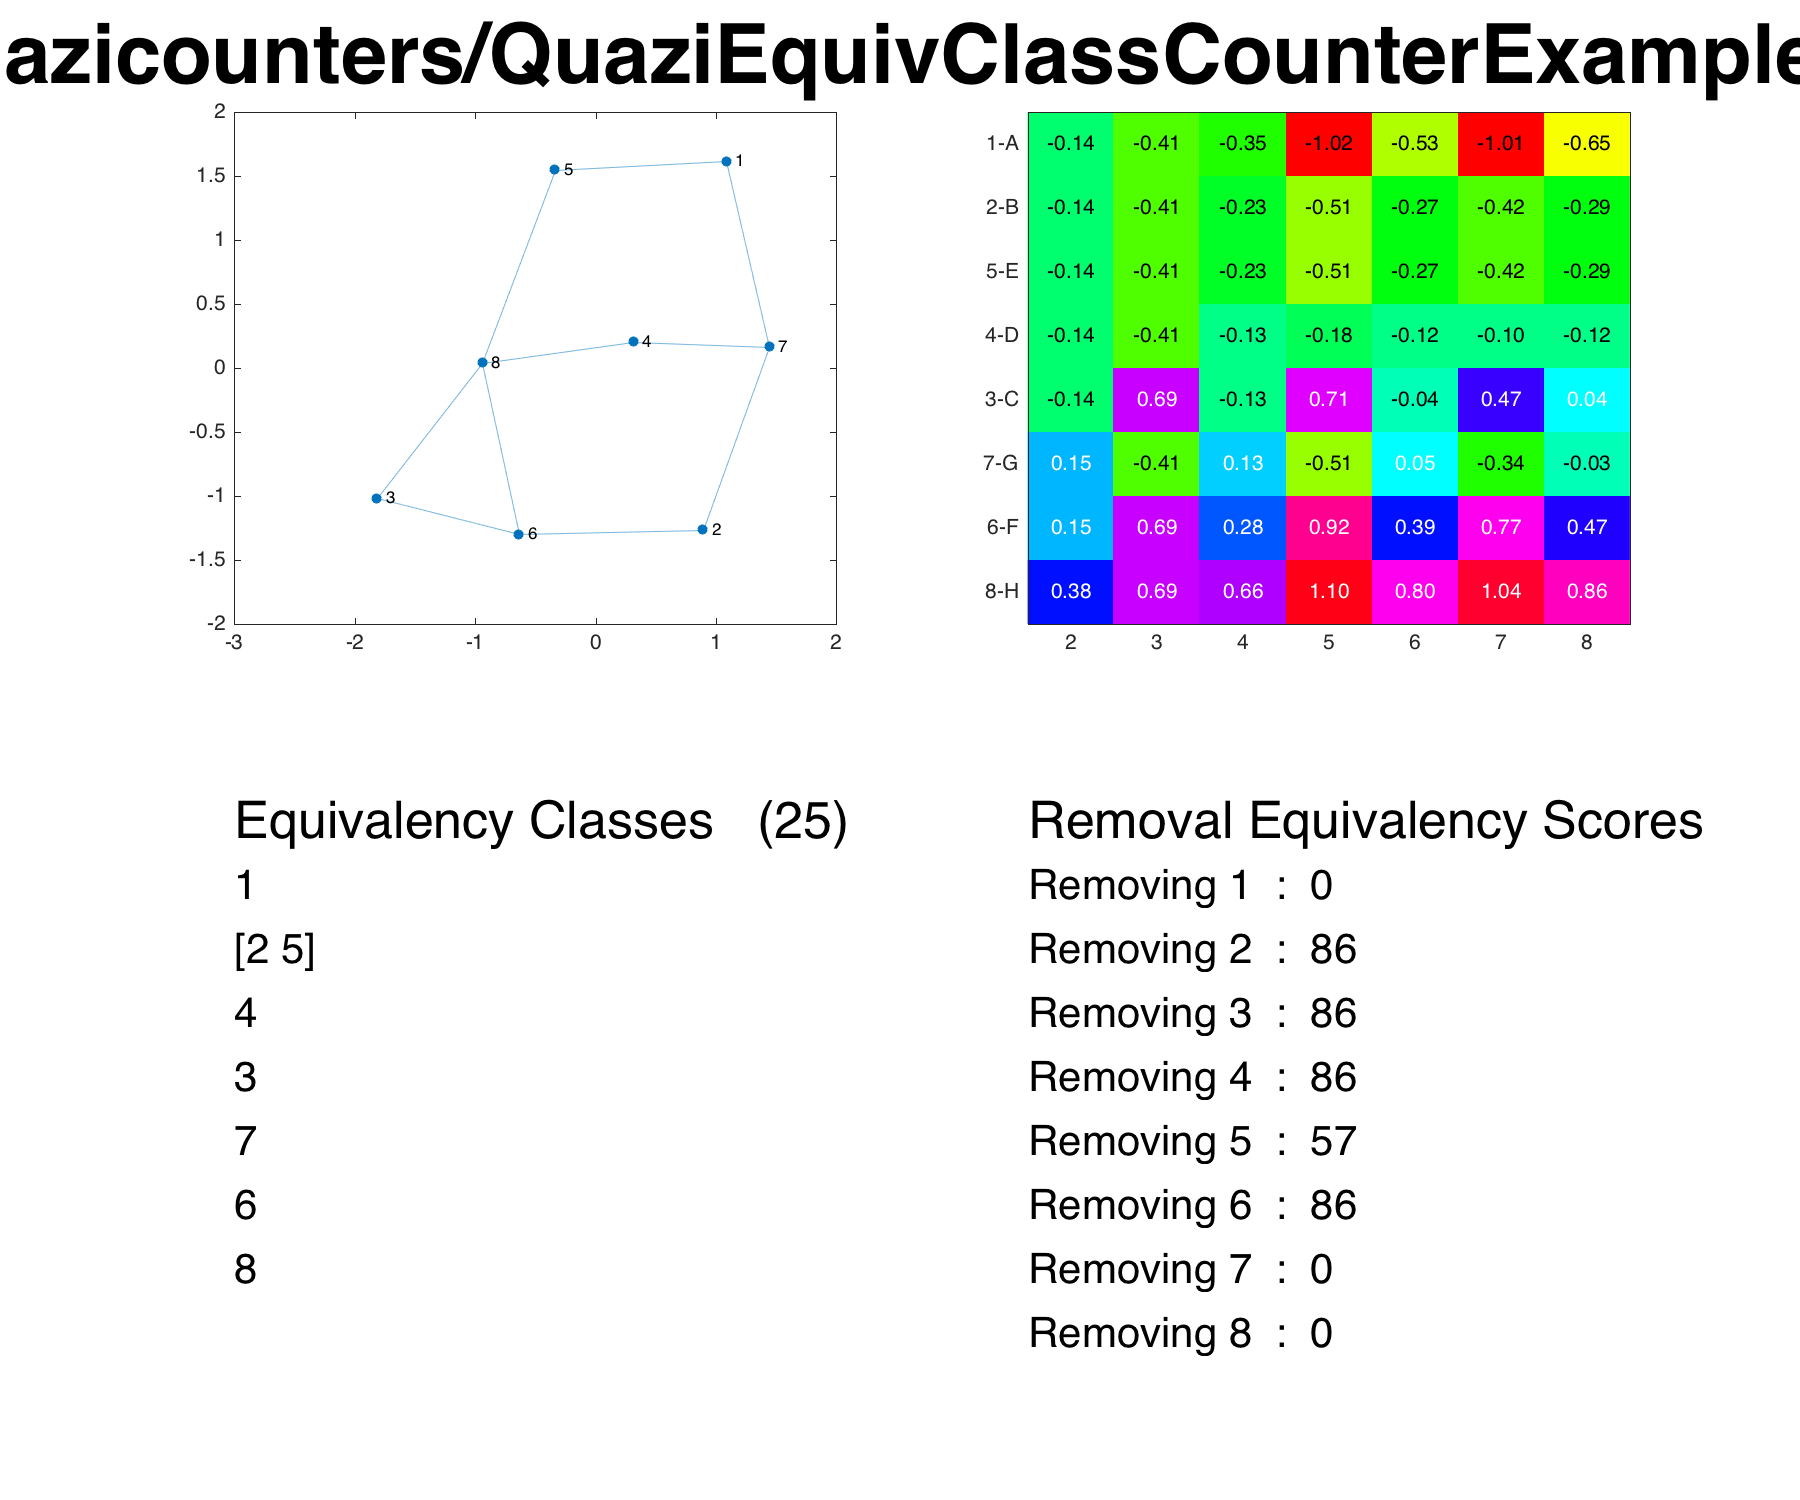 azicounters/QuaziEquivClassCounterExample
2
1.5
1
0.5
0
-0.5
-1
-1.5
-2
-3 -2 -1 0 1 2
5 1
4 7
8
3
6 2
1-A -0.14 -0.41 -0.35 -1.02 -0.53 -1.01 -0.65
2-B -0.14 -0.41 -0.23 -0.51 -0.27 -0.42 -0.29
5-E -0.14 -0.41 -0.23 -0.51 -0.27 -0.42 -0.29
4-D -0.14 -0.41 -0.13 -0.18 -0.12 -0.10 -0.12
3-C -0.14 0.69 -0.13 0.71 -0.04 0.47 0.04
7-G 0.15 -0.41 0.13 -0.51 0.05 -0.34 -0.03
6-F 0.15 0.69 0.28 0.92 0.39 0.77 0.47
8-H 0.38 0.69 0.66 1.10 0.80 1.04 0.86
2 3 4 5 6 7 8
Equivalency Classes (25)
1
[2 5]
4
3
7
6
8
Removal Equivalency Scores
Removing 1 : 0
Removing 2 : 86
Removing 3 : 86
Removing 4 : 86
Removing 5 : 57
Removing 6 : 86
Removing 7 : 0
Removing 8 : 0